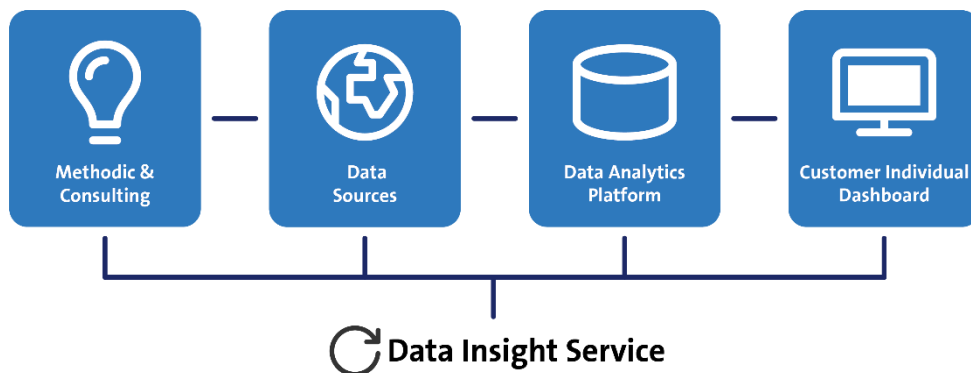 Methodic &
Consulting
Data
Sources
Data Analytics
Platform
Customer Individual
Dashboard
Data Insight Service